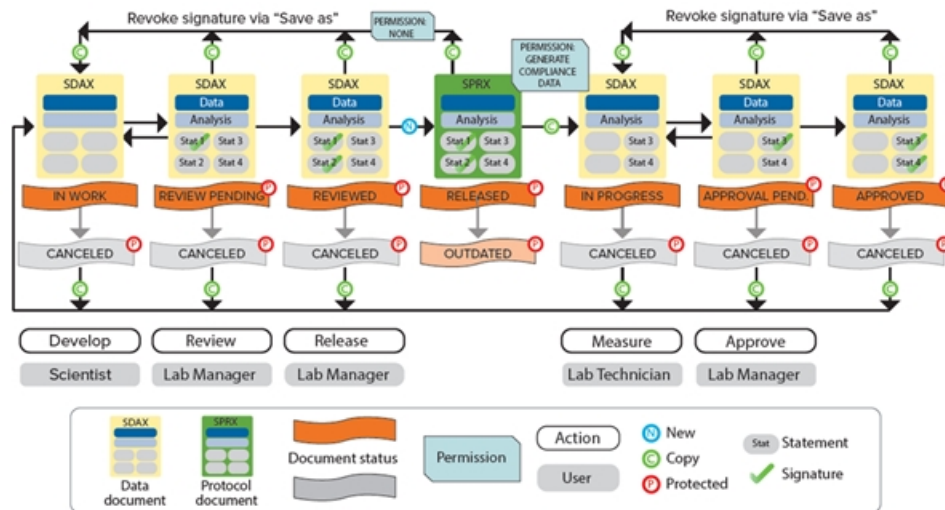 Revoke signature via "Save as"
PERMISSION:
NONE
Revoke signature via "Save as"
PERMISSION:
GENERATE
COMPLIANCE
DATA
C C C C C C C
SDAX SDAX SDAX SPRX SDAX SDAX SDAX
Data Data Data Data
Analysis Analysis Analysis Analysis Analysis
N C
Stat 1 Stat 3 Stat 1 Stat 3 Stat 1 Stat 3 Stat 3 Stat 3 Stat 3
Stat 2 Stat 4 Stat 2 Stat 4 Stat 2 Stat 4 Stat 4 Stat 4 Stat 4
P P P P P
IN WORK REVIEW PENDING REVIEWED RELEASED IN PROGRESS APPROVAL PEND. APPROVED
P P P P P P P
CANCELED CANCELED CANCELED OUTDATED CANCELED CANCELED CANCELED
C C C C C C
Develop Review Release Measure Approve
Scientist Lab Manager Lab Manager Lab Technician Lab Manager
SDAX SPRX
Data
document
Protocol
document
Document status
Permission
Action
User
N New
C Copy
P Protected
Stat Statement
Signature